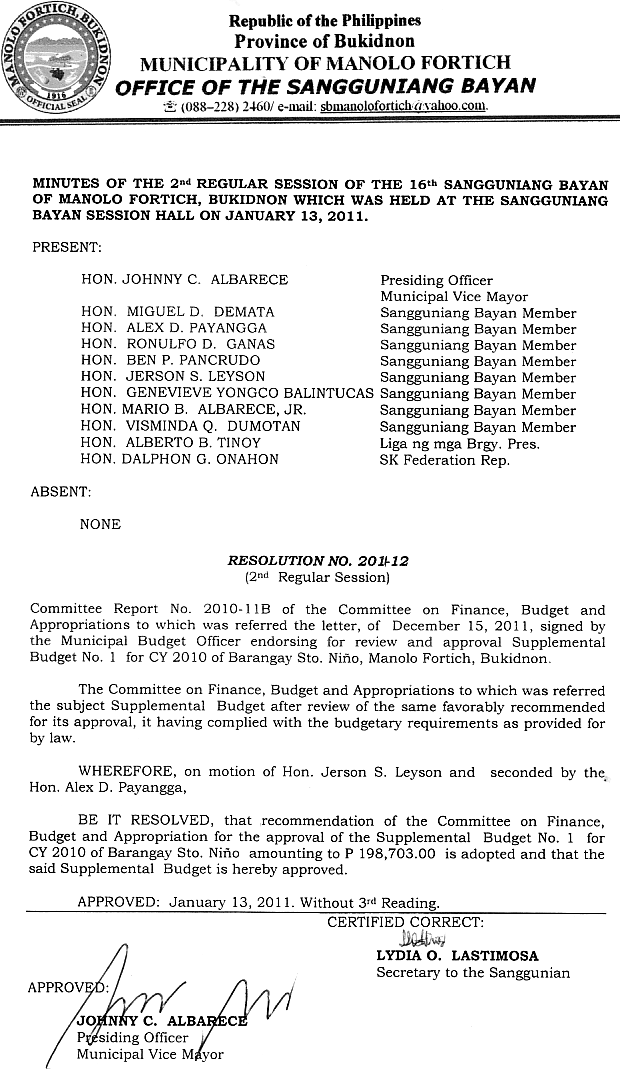 MANOLO FORTICH, BUKIDNON
1916
OFFICIAL SEAL
Republic of the Philippines
Province of Bukidnon
MUNICIPALITY OF MANOLO FORTICH
OFFICE OF THE SANGGUNIANG BAYAN
☏ (088–228) 2460/ e-mail: sbmanolofortich@yahoo.com.
MINUTES OF THE 2nd REGULAR SESSION OF THE 16th SANGGUNIANG BAYAN
OF MANOLO FORTICH, BUKIDNON WHICH WAS HELD AT THE SANGGUNIANG
BAYAN SESSION HALL ON JANUARY 13, 2011.
PRESENT:
HON. JOHNNY C. ALBARECE Presiding Officer
Municipal Vice Mayor
HON. MIGUEL D. DEMATA Sangguniang Bayan Member
HON. ALEX D. PAYANGGA Sangguniang Bayan Member
HON. RONULFO D. GANAS Sangguniang Bayan Member
HON. BEN P. PANCRUDO Sangguniang Bayan Member
HON. JERSON S. LEYSON Sangguniang Bayan Member
HON. GENEVIEVE YONGCO BALINTUCAS Sangguniang Bayan Member
HON. MARIO B. ALBARECE, JR. Sangguniang Bayan Member
HON. VISMINDA Q. DUMOTAN Sangguniang Bayan Member
HON. ALBERTO B. TINOY Liga ng mga Brgy. Pres.
HON. DALPHON G. ONAHON SK Federation Rep.
ABSENT:
NONE
RESOLUTION NO. 2011-12
(2nd Regular Session)
Committee Report No. 2010-11B of the Committee on Finance, Budget and
Appropriations to which was referred the letter, of December 15, 2011, signed by
the Municipal Budget Officer endorsing for review and approval Supplemental
Budget No. 1 for CY 2010 of Barangay Sto. Niño, Manolo Fortich, Bukidnon.
The Committee on Finance, Budget and Appropriations to which was referred
the subject Supplemental Budget after review of the same favorably recommended
for its approval, it having complied with the budgetary requirements as provided for
by law.
WHEREFORE, on motion of Hon. Jerson S. Leyson and seconded by the
Hon. Alex D. Payangga,
BE IT RESOLVED, that recommendation of the Committee on Finance,
Budget and Appropriation for the approval of the Supplemental Budget No. 1 for
CY 2010 of Barangay Sto. Niño amounting to P 198,703.00 is adopted and that the
said Supplemental Budget is hereby approved.
APPROVED: January 13, 2011. Without 3rd Reading.
CERTIFIED CORRECT:
LYDIA O. LASTIMOSA
Secretary to the Sanggunian
APPROVED:
JOHNNY C. ALBARECE
Presiding Officer
Municipal Vice Mayor